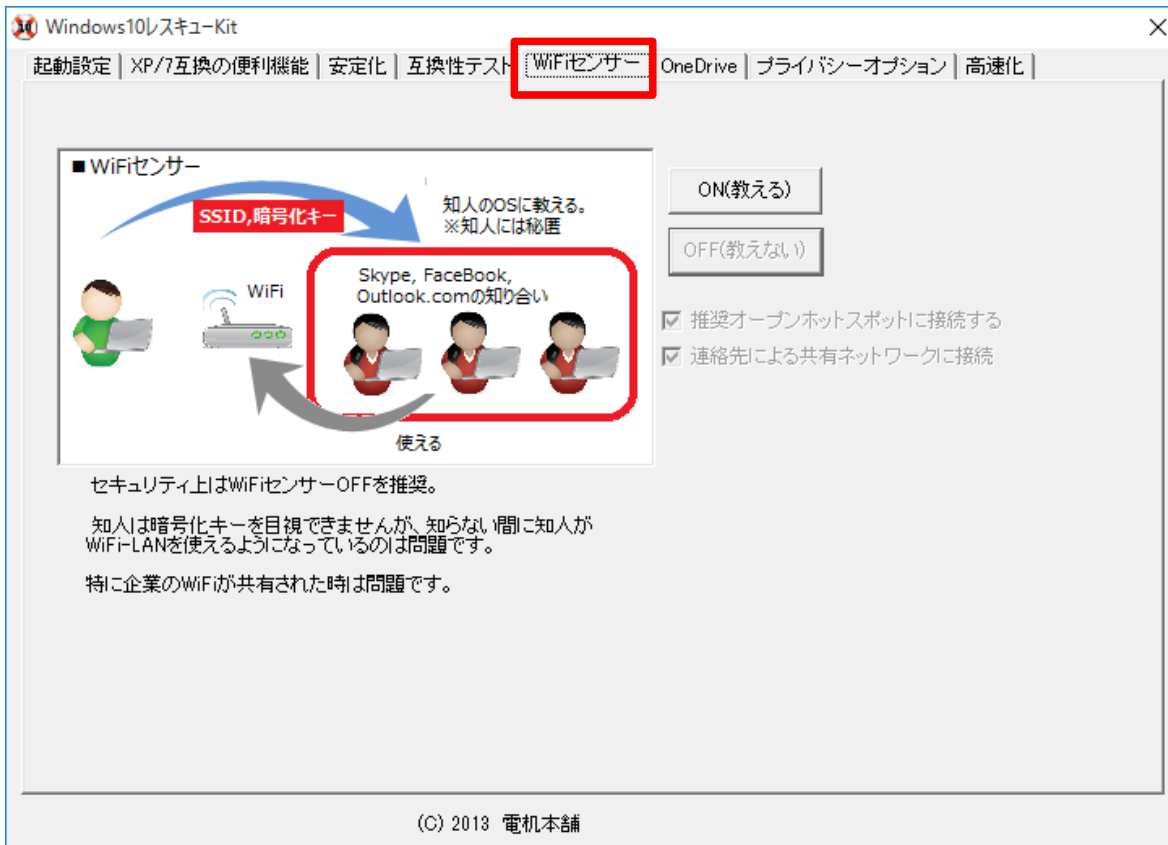 Windows10レスキューKit
起動設定 XP/7互換の便利機能 安定化 互換性テスト WiFiセンサー OneDrive プライバシーオプション 高速化
■WiFiセンサー
SSID,暗号化キー
知人のOSに教える。
※知人には秘匿
WiFi
Skype, FaceBook,
Outlook.comの知り合い
使える
ON(教える)
OFF(教えない)
推奨オープンホットスポットに接続する
連絡先による共有ネットワークに接続
セキュリティ上はWiFiセンサーOFFを推奨。
知人は暗号化キーを目視できませんが、知らない間に知人が
WiFi-LANを使えるようになっているのは問題です。
特に企業のWiFiが共有された時は問題です。
(C) 2013 電机本舗